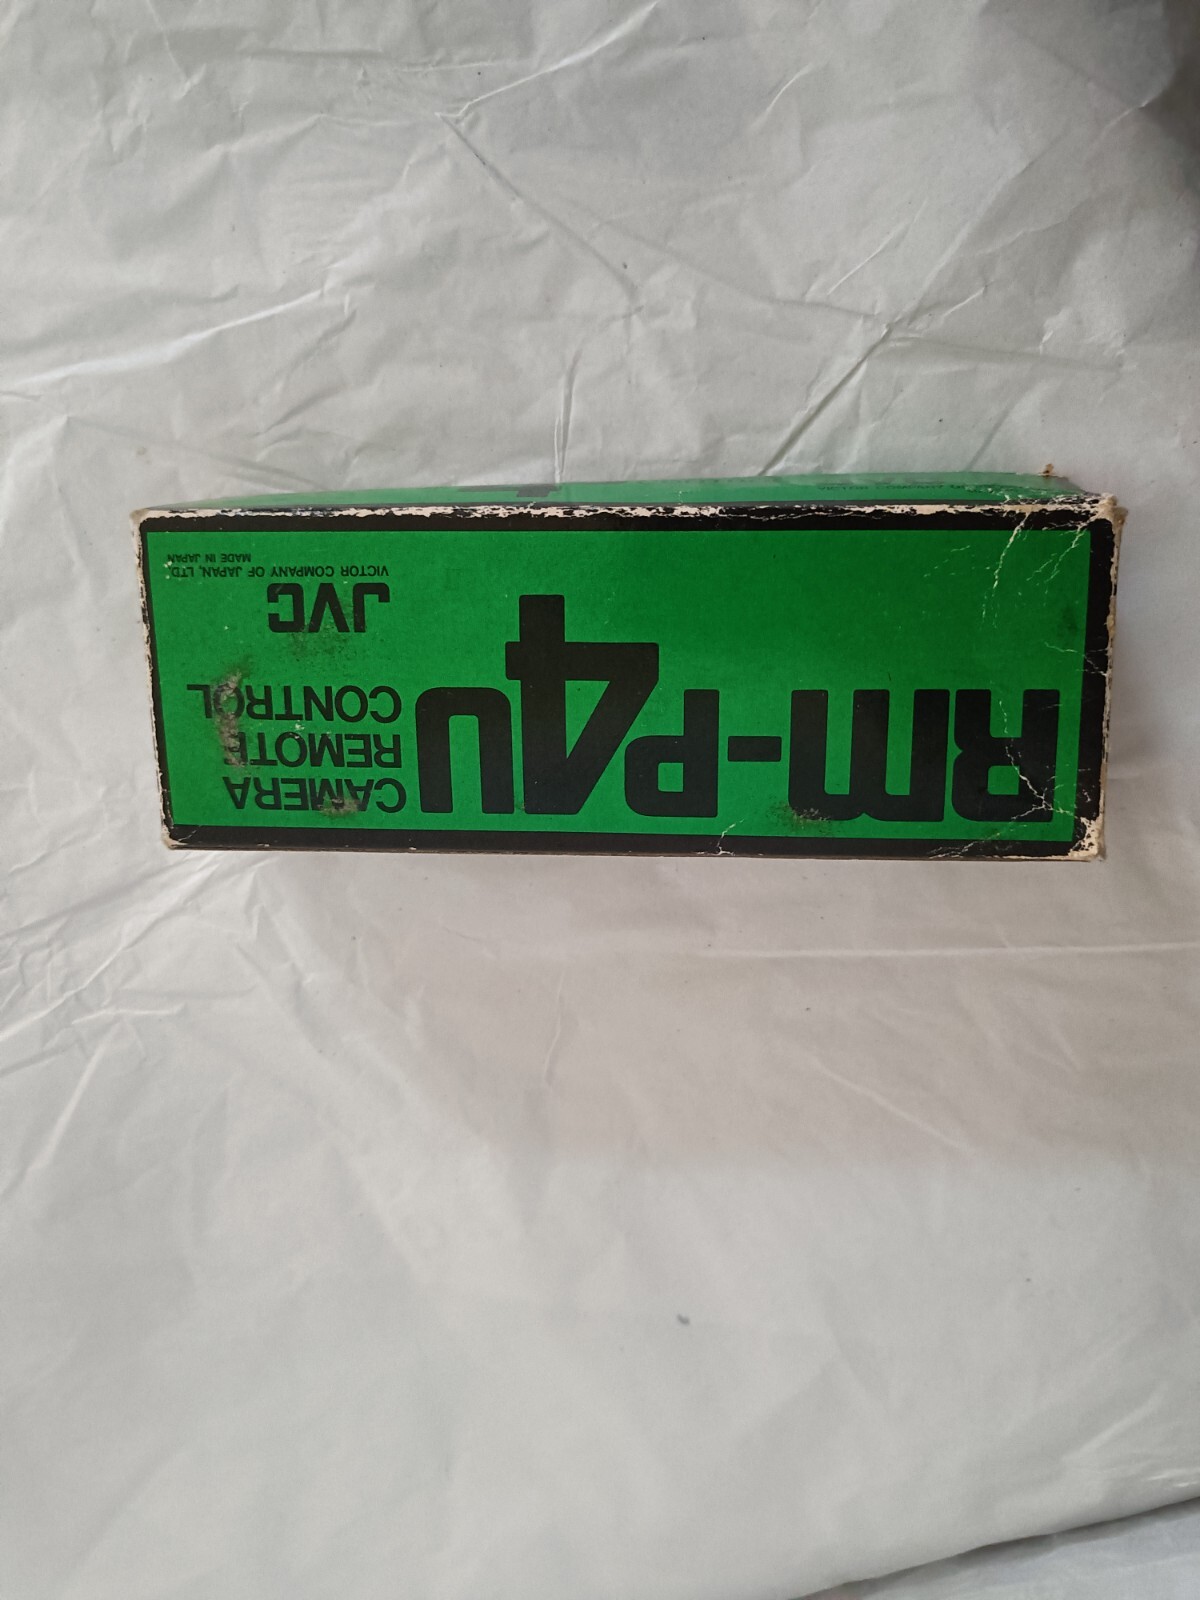 RM-P4U
CAMERA
REMOTE
CONTROL
JVC
VICTOR COMPANY OF JAPAN, LTD.
MADE IN JAPAN